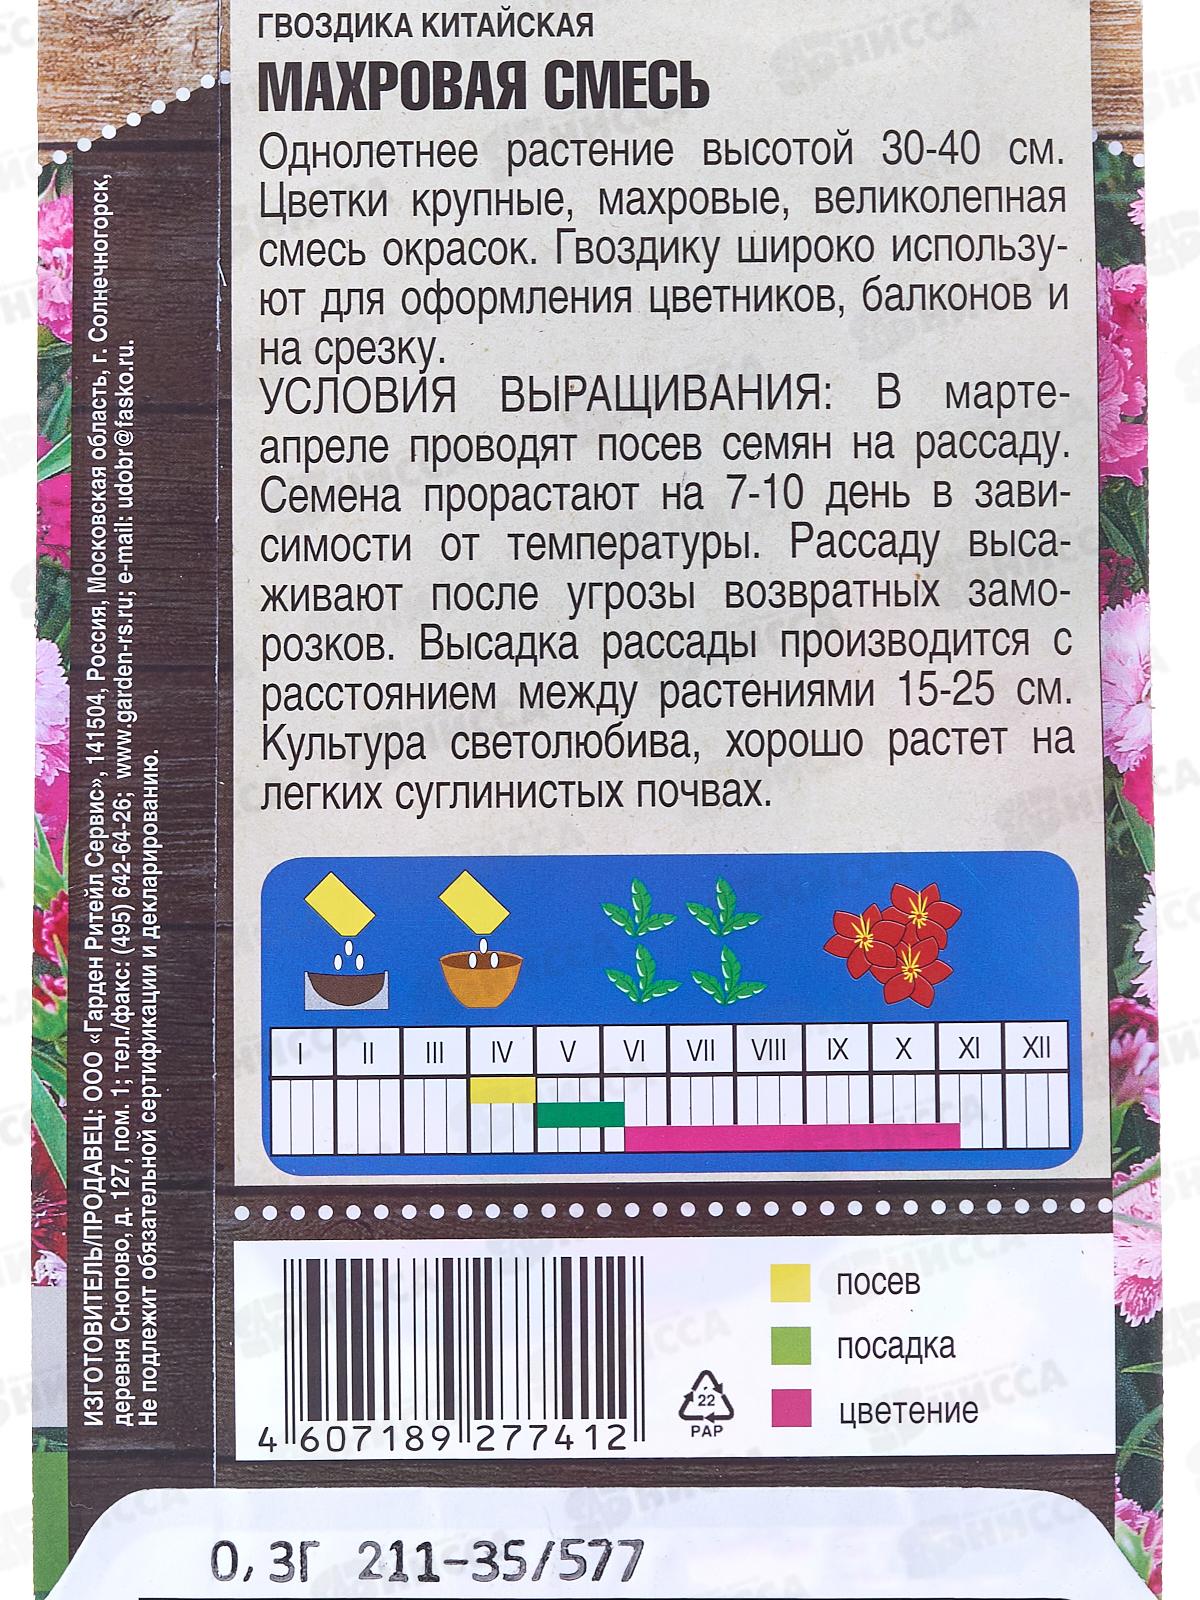 ГВОЗДИКА КИТАЙСКАЯ
МАХРОВАЯ СМЕСЬ
Однолетнее растение высотой 30-40 см.
Цветки крупные, махровые, великолепная
смесь окрасок. Гвоздику широко использу-
ют для оформления цветников, балконов и
на срезку.
УСЛОВИЯ ВЫРАЩИВАНИЯ: В марте-
апреле проводят посев семян на рассаду.
Семена прорастают на 7-10 день в зави-
симости от температуры. Рассаду выса-
живают после угрозы возвратных замо-
розков. Высадка рассады производится с
расстоянием между растениями 15-25 см.
Культура светолюбива, хорошо растет на
легких суглинистых почвах.
I II III IV V VI VII VIII IX X XI XII
посев
посадка
цветение
4 607189 277412
22
PAP
0,3Г 211-35/577
ИЗГОТОВИТЕЛЬ/ПРОДАВЕЦ: ООО «Гарден Ритейл Сервис», 141504, Россия, Московская область, г. Солнечногорск,
деревня Снопово, д. 127, пом. 1; тел./факс: (495) 642-64-26; www.garden-rs.ru; e-mail: udobr@fasko.ru.
Не подлежит обязательной сертификации и декларированию.
НИССА